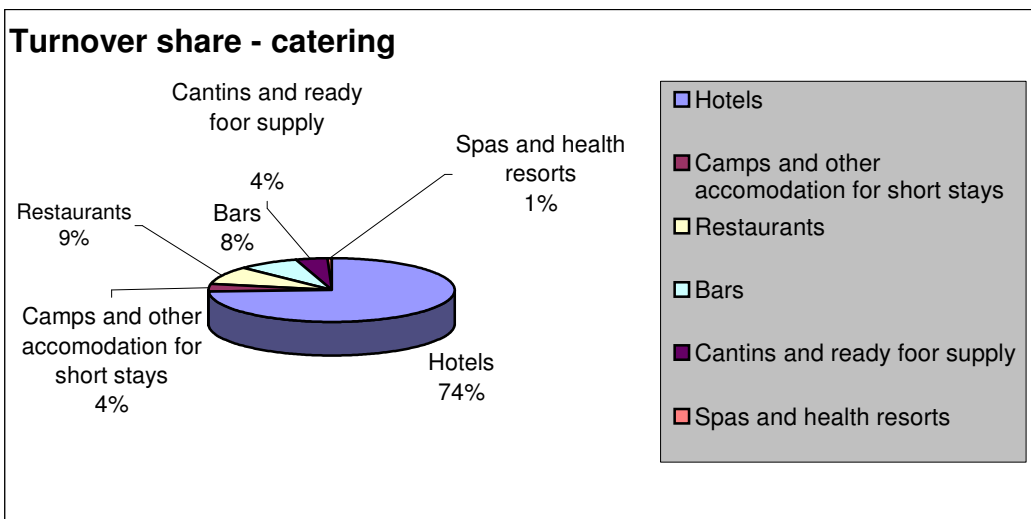 Turnover share - catering
Cantins and ready
foor supply
4%
Spas and health
resorts
1%
Restaurants
9%
Bars
8%
Camps and other
accomodation for
short stays
4%
Hotels
74%
Hotels
Camps and other
accomodation for short stays
Restaurants
Bars
Cantins and ready foor supply
Spas and health resorts